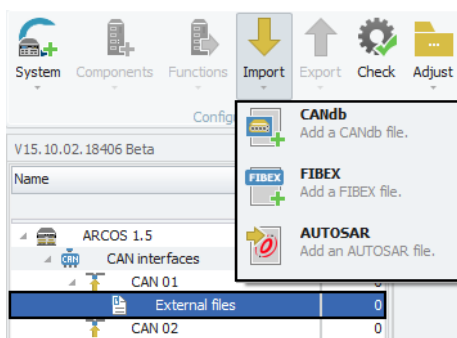 System Components Functions Import Export Check Adjust
Config
CANdb
Add a CANdb file.
V15.10.02.18406 Beta
FIBEX
FIBEX
Add a FIBEX file.
Name
AUTOSAR
Add an AUTOSAR file.
ARCOS 1.5
CAN CAN interfaces
CAN 01
External files 0
CAN 02 0